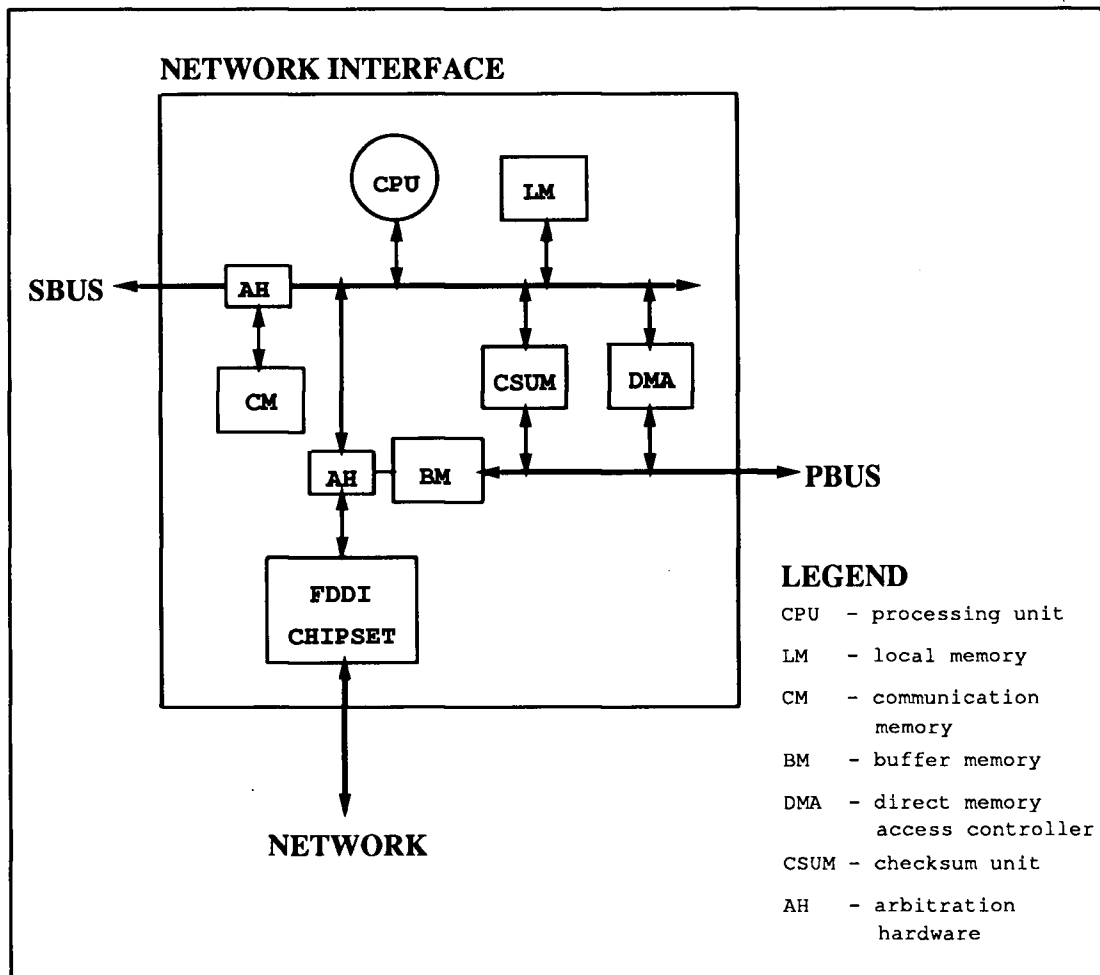 NETWORK INTERFACE
CPU
LM
SBUS
AH
CM
CSUM
DMA
AH
BM
PBUS
FDDI
CHIPSET
NETWORK
LEGEND
CPU - processing unit
LM - local memory
CM - communication
memory
BM - buffer memory
DMA - direct memory
access controller
CSUM - checksum unit
AH - arbitration
hardware